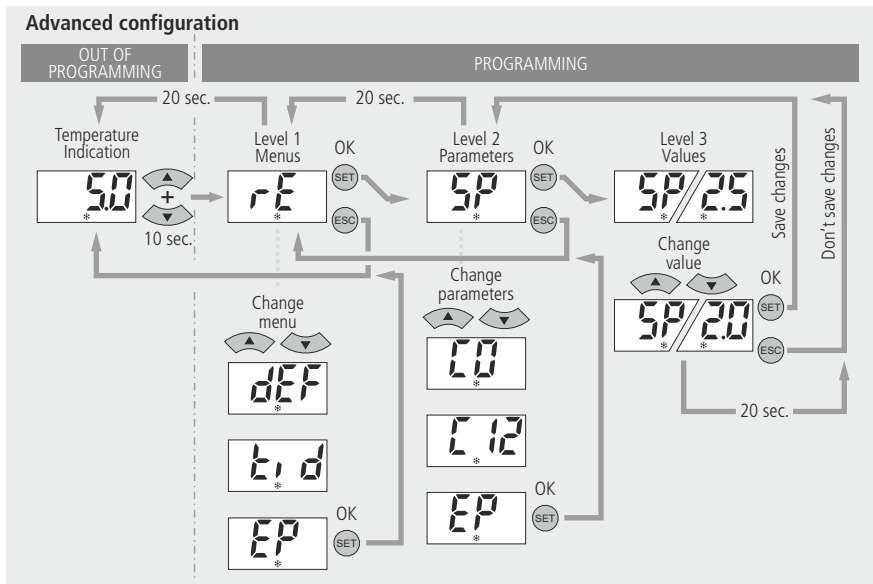 Advanced configuration
OUT OF
PROGRAMMING
PROGRAMMING
20 sec.
20 sec.
Temperature
Indication
Level 1
Menus
OK
Level 2
Parameters
OK
Level 3
Values
5.0
+
10 sec.
rE
SET
ESC
SP
SET
ESC
SP/2.5
Save changes
Don't save changes
Change
value
SP/2.0
OK
SET
ESC
20 sec.
Change
menu
dEF
tid
EP
OK
SET
Change
parameters
C0
C12
EP
OK
SET